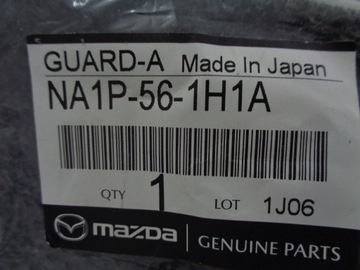 GUARD-A Made In Japan
NA1P-56-1H1A
QTY 1 LOT 1J06
mazda GENUINE PARTS